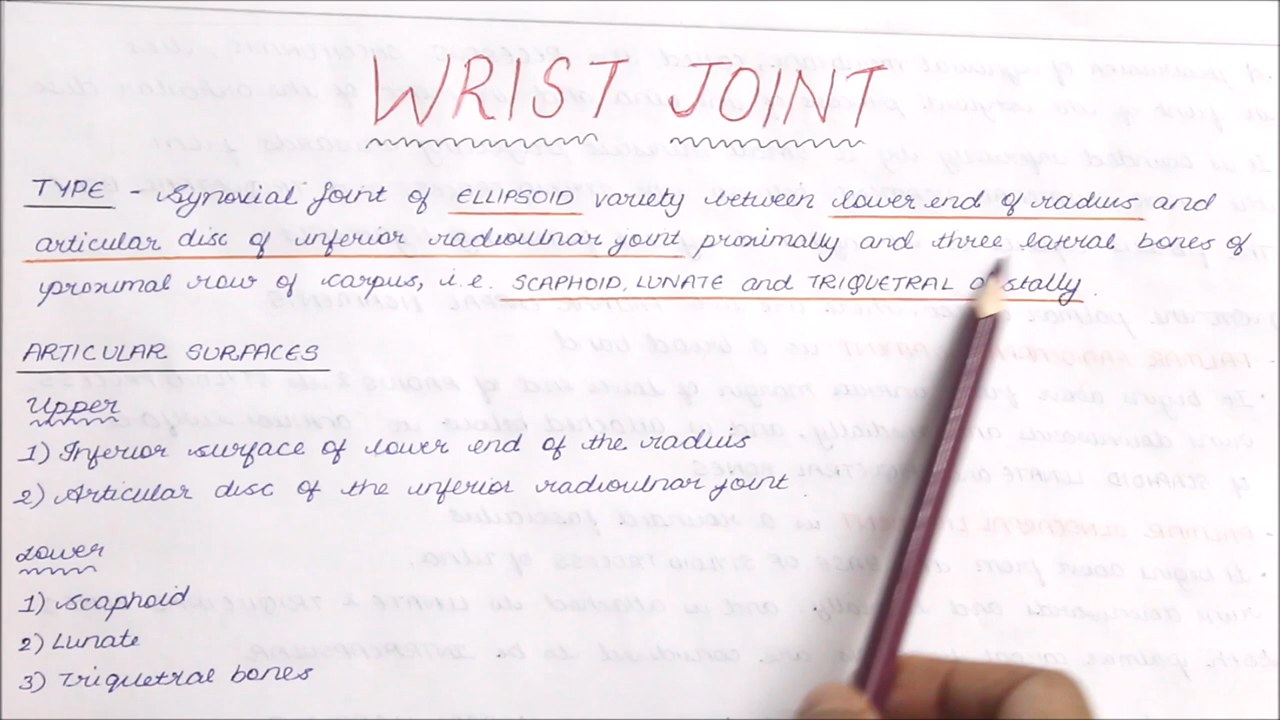 WRIST JOINT
TYPE - Synovial joint of ELLIPSOID variety between lower end of radius and
articular disc of inferior radioulnar joint proximally and three lateral bones of
proximal row of carpus, i.e. SCAPHOID, LUNATE and TRIQUETRAL distally.
ARTICULAR SURFACES
Upper
1) Inferior surface of lower end of the radius
2) Articular disc of the inferior radioulnar joint
Lower
1) Scaphoid
2) Lunate
3) Triquetral bones